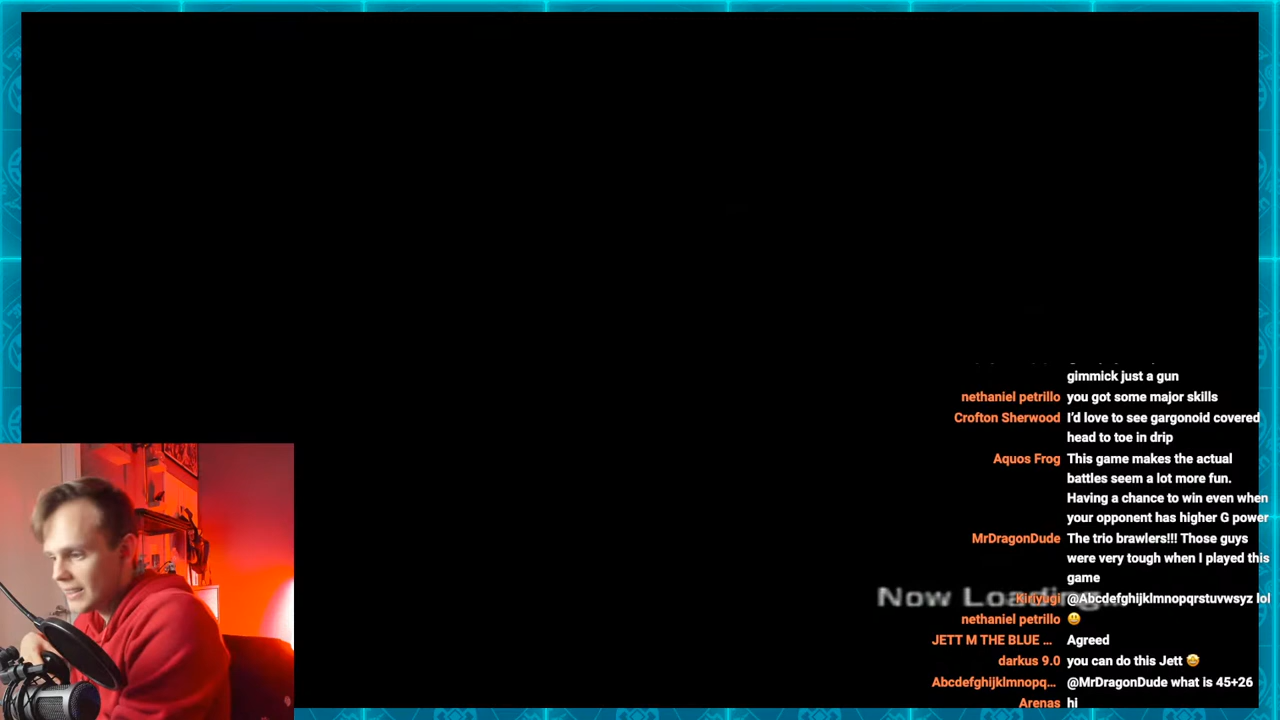 gimmick just a gun
nethaniel petrillo you got some major skills
Crofton Sherwood I'd love to see gargonoid covered
head to toe in drip
Aquos Frog This game makes the actual
battles seem a lot more fun.
Having a chance to win even when
your opponent has higher G power
MrDragonDude The trio brawlers!!! Those guys
were very tough when I played this
game
Now Loading...
Kiriyugi @Abcdefghijklmnopqrstuvwsyz lol
nethaniel petrillo 😃
JETT M THE BLUE ... Agreed
darkus 9.0 you can do this Jett 🤩
Abcdefghijklmnopq... @MrDragonDude what is 45+26
Arenas hi